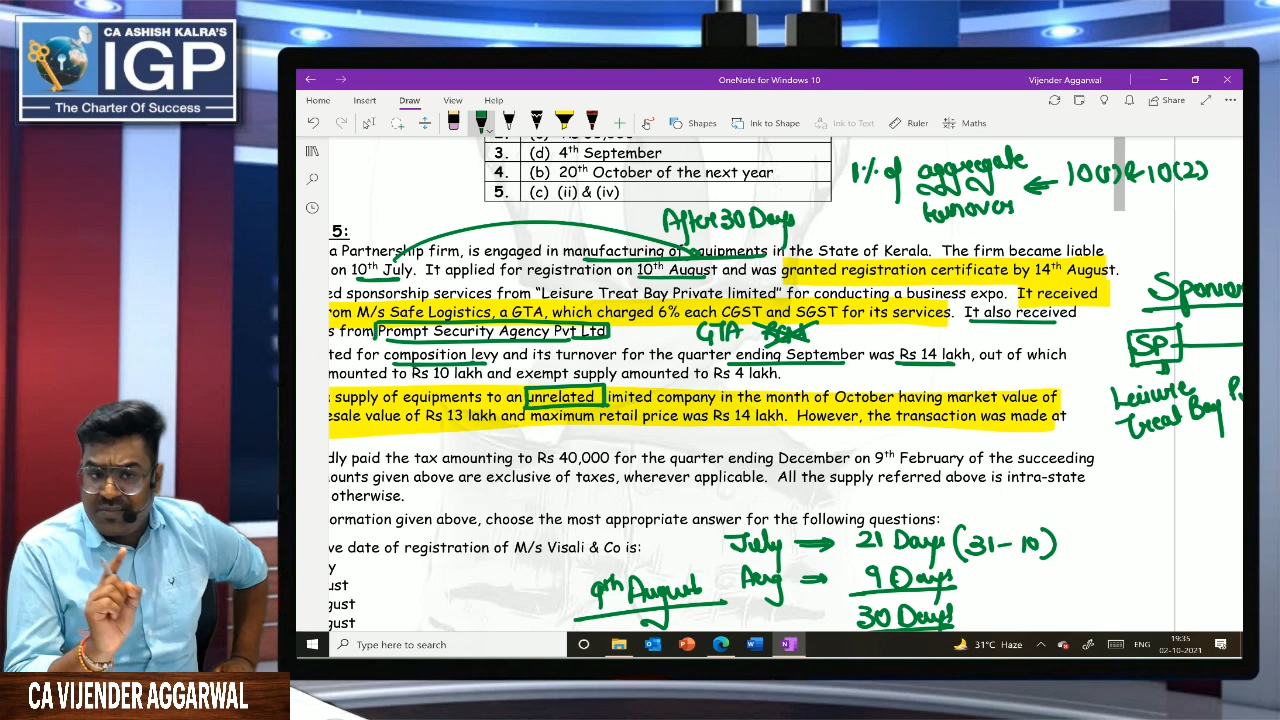 CA ASHISH KALRA'S
IGP
The Charter Of Success
OneNote for Windows 10
Vijender Aggarwal
Home Insert Draw View Help
Share
Shapes Ink to Shape Ink to Text Ruler Maths
3. (d) 4th September
4. (b) 20th October of the next year
5. (c) (ii) & (iv)
1% of aggregate turnover ← 10(1) & 10(2)
After 30 Days
5:
a Partnership firm, is engaged in manufacturing of equipments in the State of Kerala. The firm became liable
on 10th July. It applied for registration on 10th August and was granted registration certificate by 14th August.
ed sponsorship services from "Leisure Treat Bay Private limited" for conducting a business expo. It received
rom M/s Safe Logistics, a GTA, which charged 6% each CGST and SGST for its services. It also received
s from Prompt Security Agency Pvt Ltd
GTA
ted for composition levy and its turnover for the quarter ending September was Rs 14 lakh, out of which
mounted to Rs 10 lakh and exempt supply amounted to Rs 4 lakh.
supply of equipments to an unrelated limited company in the month of October having market value of
esale value of Rs 13 lakh and maximum retail price was Rs 14 lakh. However, the transaction was made at
dly paid the tax amounting to Rs 40,000 for the quarter ending December on 9th February of the succeeding
ounts given above are exclusive of taxes, wherever applicable. All the supply referred above is intra-state
otherwise.
ormation given above, choose the most appropriate answer for the following questions:
ve date of registration of M/s Visali & Co is:
y
ust
gust
gust
Sponsor
SP
Leisure
Treat Bay P
July ⇒ 21 Days (31-10)
Aug ⇒ 9 Days
30 Days
9th August
Type here to search
31°C Haze
ENG
19:35
02-10-2021
CA VIJENDER AGGARWAL